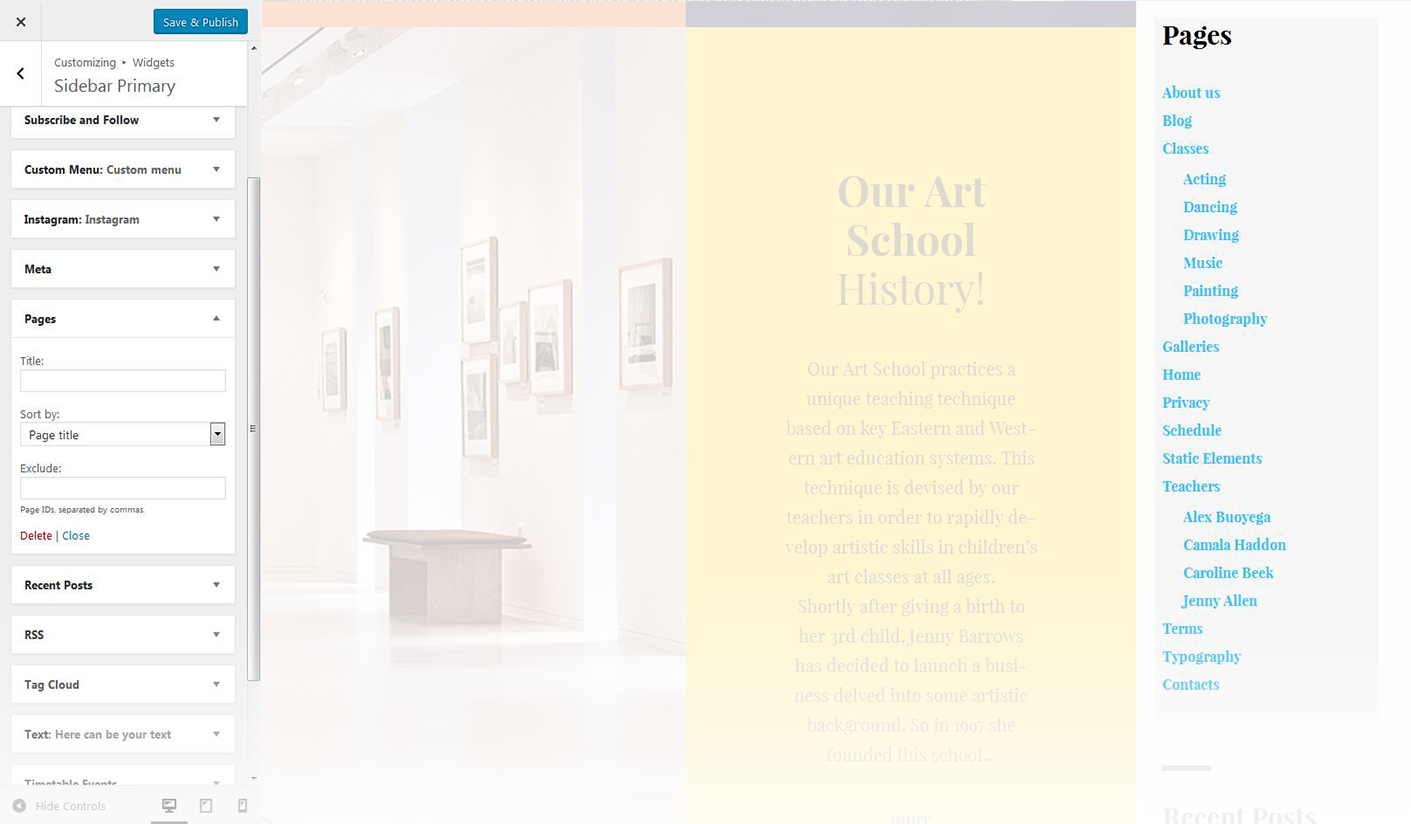 Save & Publish
Customizing ▸ Widgets
Sidebar Primary
Subscribe and Follow
Custom Menu: Custom menu
Instagram: Instagram
Meta
Pages
Title:
Sort by:
Page title
Exclude:
Page IDs, separated by commas.
Delete | Close
Recent Posts
RSS
Tag Cloud
Text: Here can be your text
Timetable Events
Hide Controls
Our Art
School
History!
Our Art School practices a
unique teaching technique
based on key Eastern and West-
ern art education systems. This
technique is devised by our
teachers in order to rapidly de-
velop artistic skills in children's
art classes at all ages.
Shortly after giving a birth to
her 3rd child, Jenny Barrows
has decided to launch a busi-
ness delved into some artistic
background. So in 1997 she
founded this school...
more
Pages
About us
Blog
Classes
Acting
Dancing
Drawing
Music
Painting
Photography
Galleries
Home
Privacy
Schedule
Static Elements
Teachers
Alex Buoyega
Camala Haddon
Caroline Beek
Jenny Allen
Terms
Typography
Contacts
Recent Posts